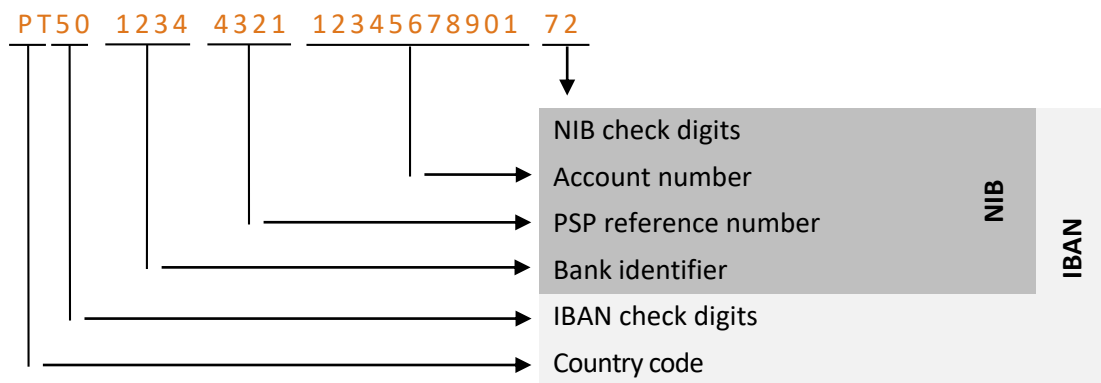 PT50 1234 4321 12345678901 72
NIB check digits
Account number
PSP reference number
Bank identifier
IBAN check digits
Country code
NIB
IBAN